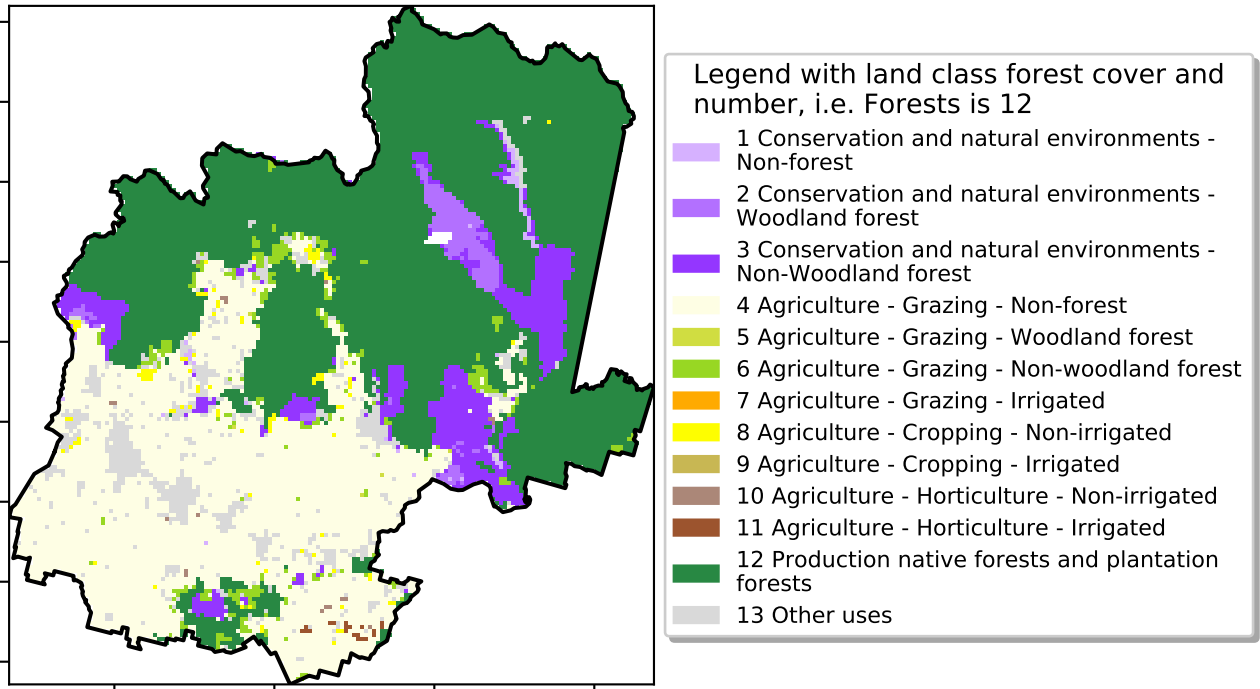 Legend with land class forest cover and
number, i.e. Forests is 12
1 Conservation and natural environments -
Non-forest
2 Conservation and natural environments -
Woodland forest
3 Conservation and natural environments -
Non-Woodland forest
4 Agriculture - Grazing - Non-forest
5 Agriculture - Grazing - Woodland forest
6 Agriculture - Grazing - Non-woodland forest
7 Agriculture - Grazing - Irrigated
8 Agriculture - Cropping - Non-irrigated
9 Agriculture - Cropping - Irrigated
10 Agriculture - Horticulture - Non-irrigated
11 Agriculture - Horticulture - Irrigated
12 Production native forests and plantation
forests
13 Other uses